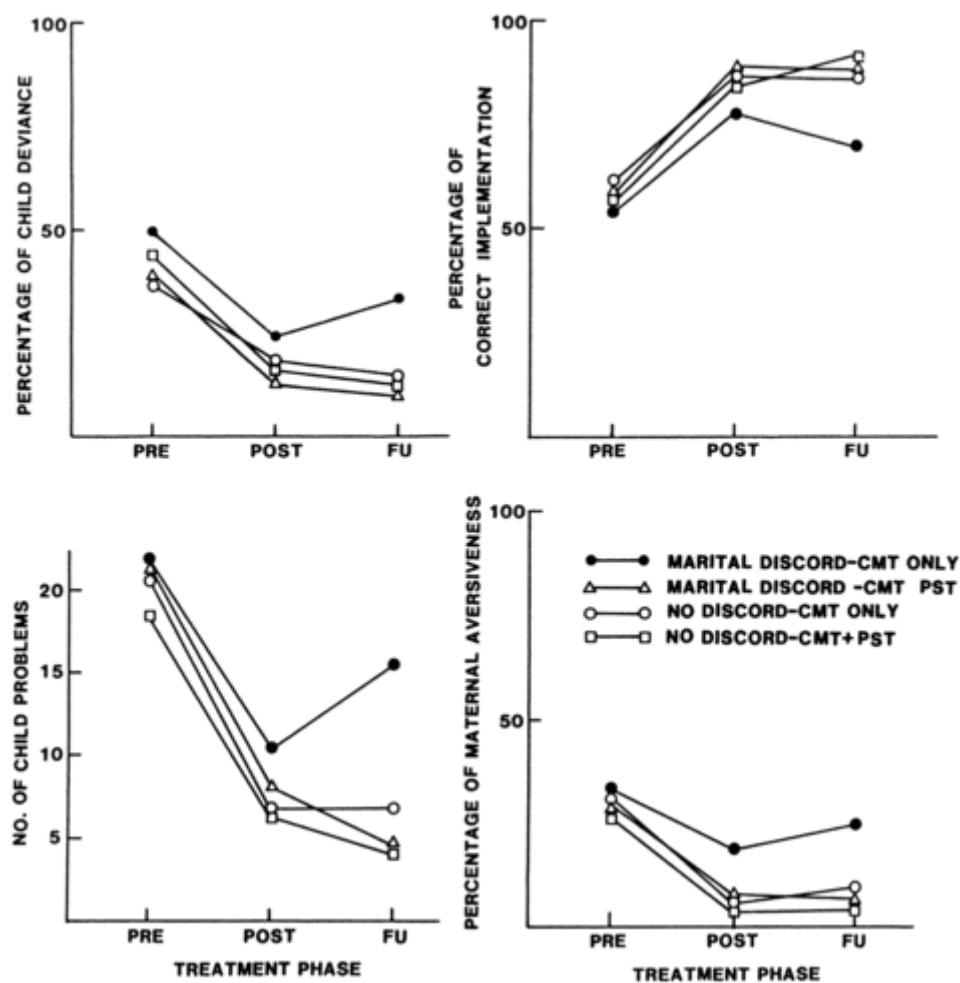 100
50
PERCENTAGE OF CHILD DEVIANCE
PRE POST FU
100
50
PERCENTAGE OF
CORRECT IMPLEMENTATION
PRE POST FU
20
15
10
5
NO. OF CHILD PROBLEMS
PRE POST FU
TREATMENT PHASE
100
50
PERCENTAGE OF MATERNAL AVERSIVENESS
MARITAL DISCORD-CMT ONLY
MARITAL DISCORD -CMT PST
NO DISCORD-CMT ONLY
NO DISCORD-CMT+PST
PRE POST FU
TREATMENT PHASE